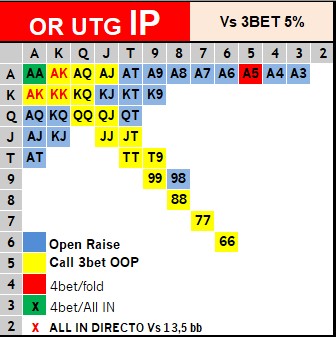 OR UTG IP Vs 3BET 5%
A K Q J T 9 8 7 6 5 4 3 2
A AA AK AQ AJ AT A9 A8 A7 A6 A5 A4 A3
K AK KK KQ KJ KT K9
Q AQ KQ QQ QJ QT
J AJ KJ JJ JT
T AT TT T9
9 99 98
8 88
7 77
6 Open Raise 66
5 Call 3bet OOP
4 4bet/fold
3 X 4bet/All IN
2 X ALL IN DIRECTO Vs 13,5 bb